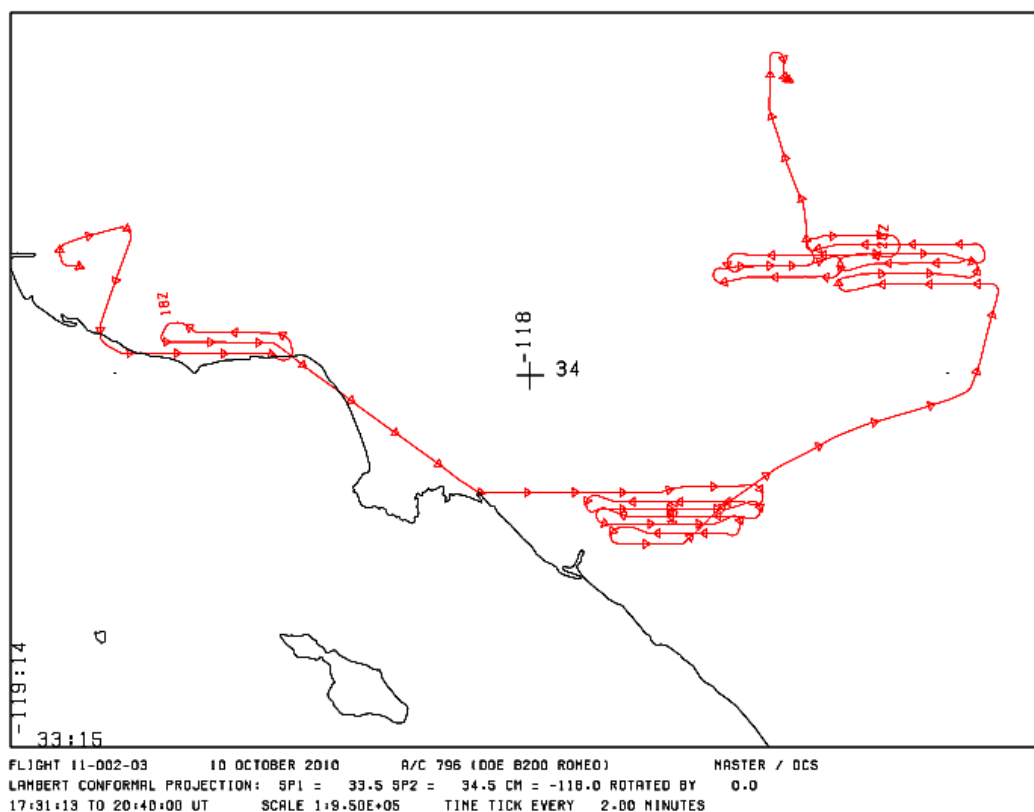 18Z
20Z
-118
34
-119:14
33:15
FLIGHT 11-002-03 10 OCTOBER 2010 A/C 796 (DOE B200 ROMEO) MASTER / DCS
LAMBERT CONFORMAL PROJECTION: SP1 = 33.5 SP2 = 34.5 CM = -118.0 ROTATED BY 0.0
17:31:13 TO 20:40:00 UT SCALE 1:9.50E+05 TIME TICK EVERY 2.00 MINUTES